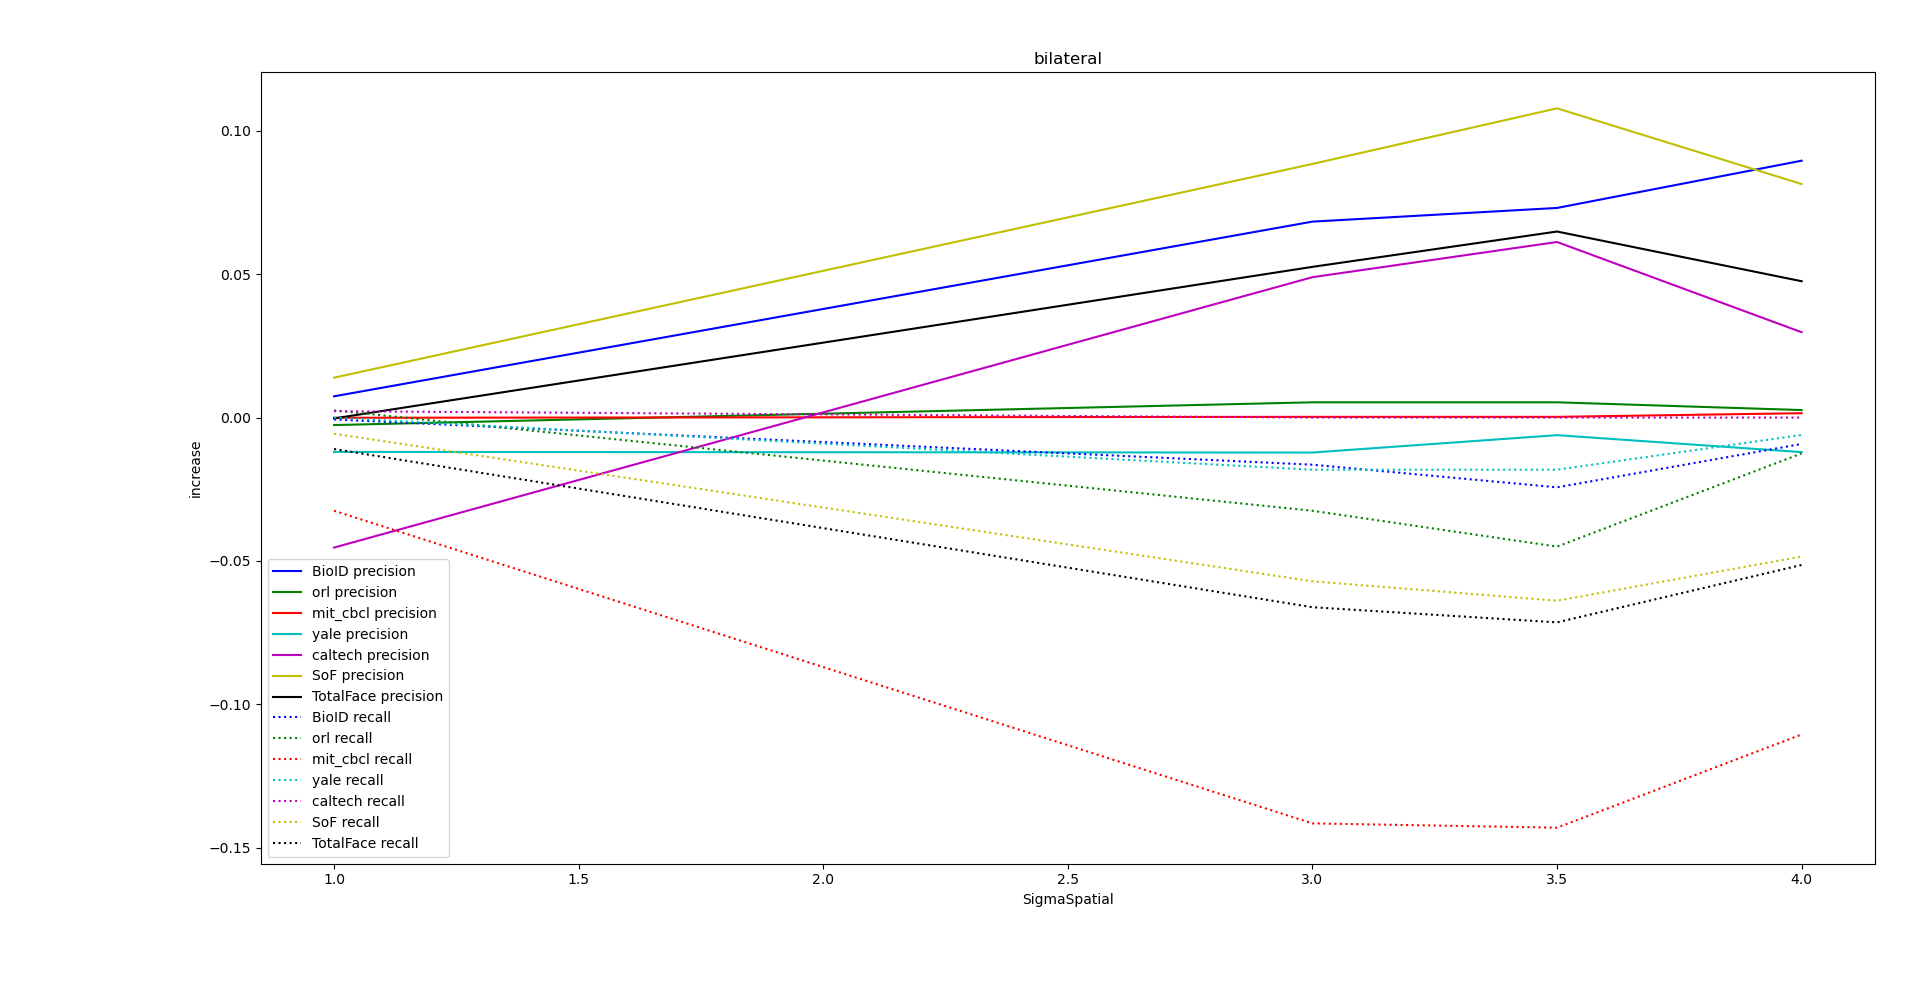 bilateral
0.10
0.05
0.00
−0.05
−0.10
−0.15
increase
BioID precision
orl precision
mit_cbcl precision
yale precision
caltech precision
SoF precision
TotalFace precision
BioID recall
orl recall
mit_cbcl recall
yale recall
caltech recall
SoF recall
TotalFace recall
1.0 1.5 2.0 2.5 3.0 3.5 4.0
SigmaSpatial